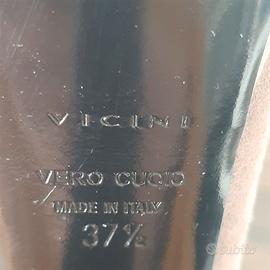 VICINI
VERO CUOIO
MADE IN ITALY
37½
subito